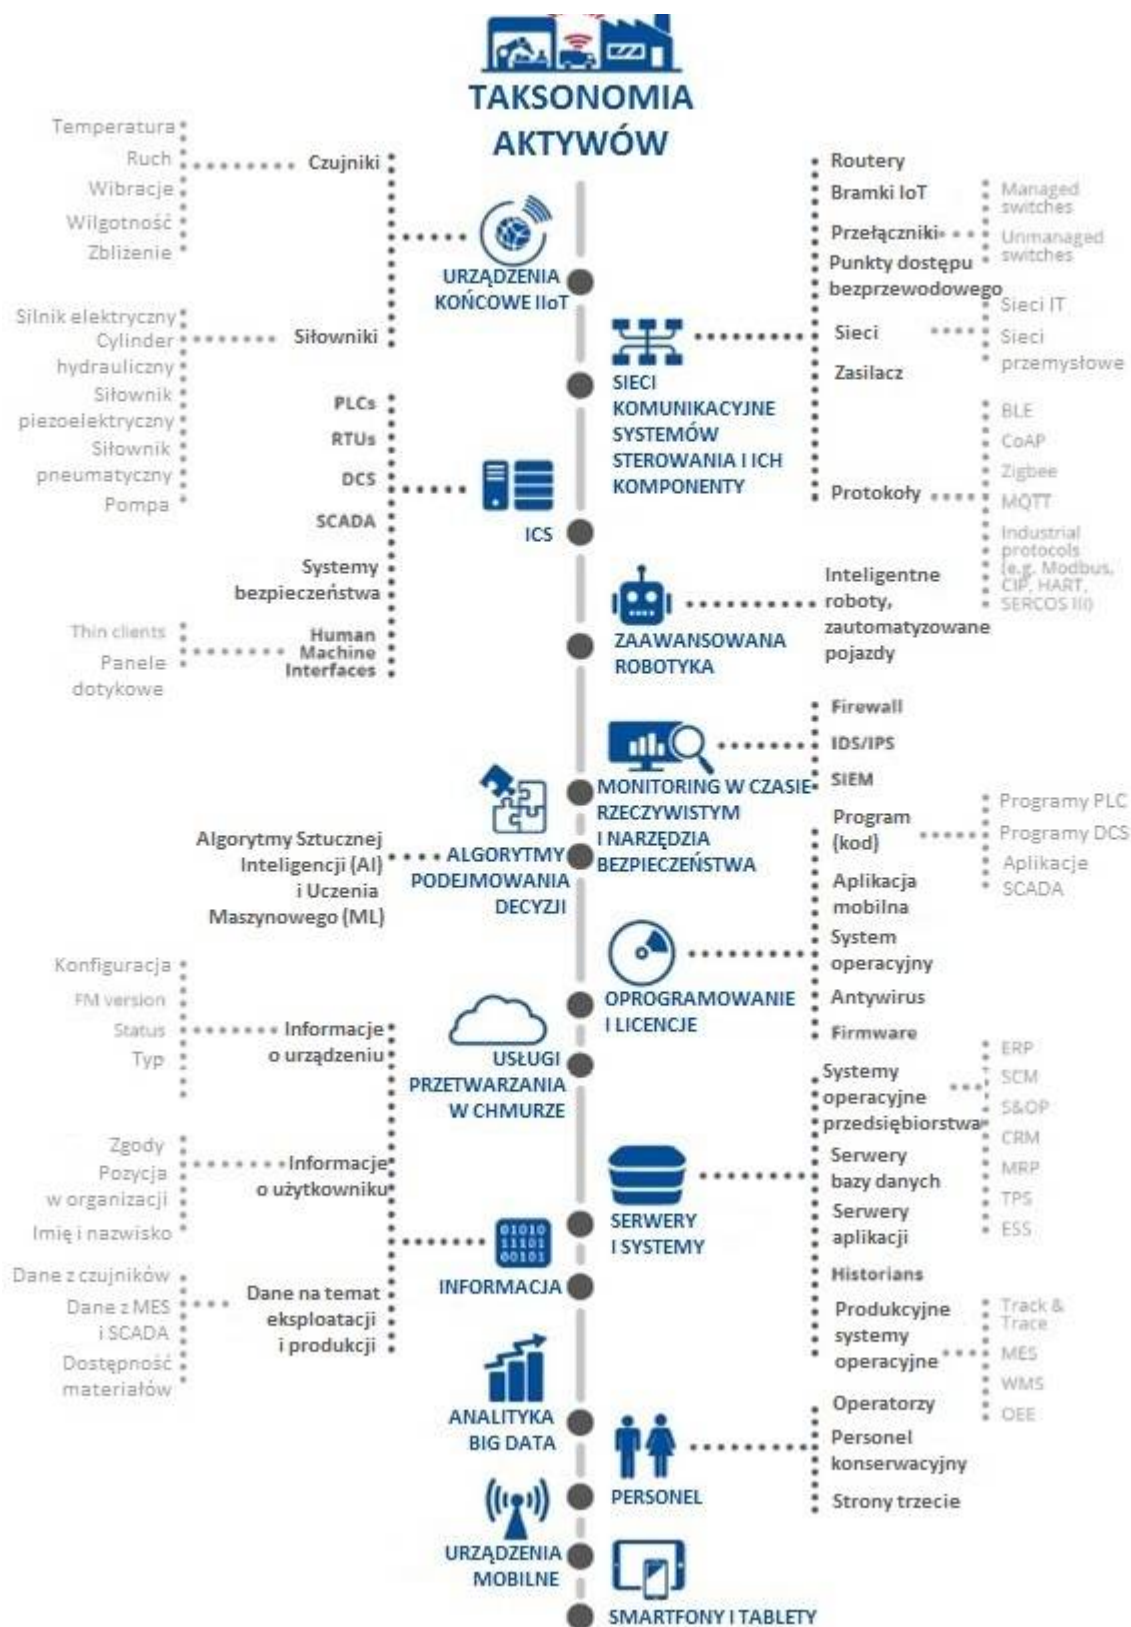 TAKSONOMIA
AKTYWÓW
URZĄDZENIA
KOŃCOWE IIoT
Czujniki
Temperatura
Ruch
Wibracje
Wilgotność
Zbliżenie
Siłowniki
Silnik elektryczny
Cylinder
hydrauliczny
Siłownik
piezoelektryczny
Siłownik
pneumatyczny
Pompa
SIECI
KOMUNIKACYJNE
SYSTEMÓW
STEROWANIA I ICH
KOMPONENTY
Routery
Bramki IoT
Przełączniki
Managed
switches
Unmanaged
switches
Punkty dostępu
bezprzewodowego
Sieci
Sieci IT
Sieci
przemysłowe
Zasilacz
Protokoły
BLE
CoAP
Zigbee
MQTT
Industrial
protocols
(e.g. Modbus,
CIP, HART,
SERCOS III)
ICS
PLCs
RTUs
DCS
SCADA
Systemy
bezpieczeństwa
Human
Machine
Interfaces
Thin clients
Panele
dotykowe
ZAAWANSOWANA
ROBOTYKA
Inteligentne
roboty,
zautomatyzowane
pojazdy
MONITORING W CZASIE
RZECZYWISTYM
I NARZĘDZIA
BEZPIECZEŃSTWA
Firewall
IDS/IPS
SIEM
ALGORYTMY
PODEJMOWANIA
DECYZJI
Algorytmy Sztucznej
Inteligencji (AI)
i Uczenia
Maszynowego (ML)
OPROGRAMOWANIE
I LICENCJE
Program
(kod)
Programy PLC
Programy DCS
Aplikacje
SCADA
Aplikacja
mobilna
System
operacyjny
Antywirus
Firmware
USŁUGI
PRZETWARZANIA
W CHMURZE
SERWERY
I SYSTEMY
Systemy
operacyjne
przedsiębiorstwa
ERP
SCM
S&OP
CRM
MRP
TPS
ESS
Serwery
bazy danych
Serwery
aplikacji
Historians
Produkcyjne
systemy
operacyjne
Track &
Trace
MES
WMS
OEE
INFORMACJA
Informacje
o urządzeniu
Konfiguracja
FM version
Status
Typ
Informacje
o użytkowniku
Zgody
Pozycja
w organizacji
Imię i nazwisko
Dane na temat
eksploatacji
i produkcji
Dane z czujników
Dane z MES
i SCADA
Dostępność
materiałów
ANALITYKA
BIG DATA
PERSONEL
Operatorzy
Personel
konserwacyjny
Strony trzecie
URZĄDZENIA
MOBILNE
SMARTFONY I TABLETY
01010
11101
00101